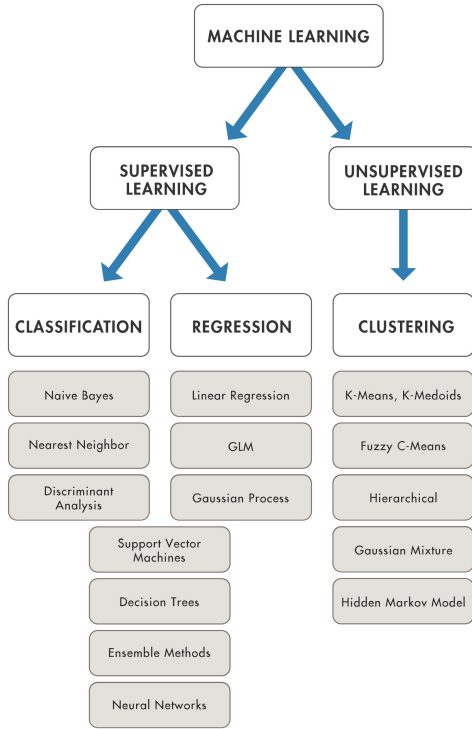 MACHINE LEARNING
SUPERVISED
LEARNING
UNSUPERVISED
LEARNING
CLASSIFICATION
REGRESSION
CLUSTERING
Naive Bayes
Linear Regression
K-Means, K-Medoids
Nearest Neighbor
GLM
Fuzzy C-Means
Discriminant
Analysis
Gaussian Process
Hierarchical
Support Vector
Machines
Gaussian Mixture
Decision Trees
Hidden Markov Model
Ensemble Methods
Neural Networks